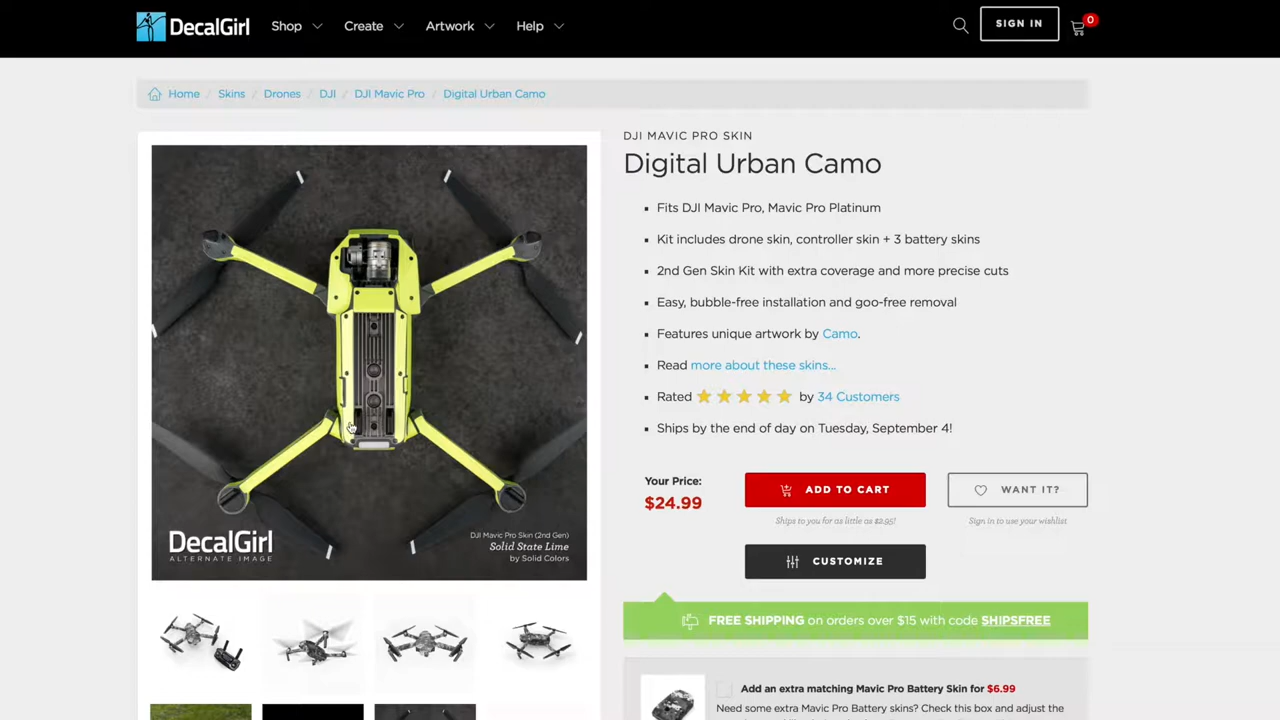 DecalGirl Shop Create Artwork Help SIGN IN 0
Home / Skins / Drones / DJI / DJI Mavic Pro / Digital Urban Camo
DJI MAVIC PRO SKIN
Digital Urban Camo
Fits DJI Mavic Pro, Mavic Pro Platinum
Kit includes drone skin, controller skin + 3 battery skins
2nd Gen Skin Kit with extra coverage and more precise cuts
Easy, bubble-free installation and goo-free removal
Features unique artwork by Camo.
Read more about these skins...
Rated by 34 Customers
Ships by the end of day on Tuesday, September 4!
Your Price:
$24.99
ADD TO CART
WANT IT?
Ships to you for as little as $2.95!
Sign in to use your wishlist
CUSTOMIZE
DecalGirl
ALTERNATE IMAGE
DJI Mavic Pro Skin (2nd Gen)
Solid State Lime
by Solid Colors
FREE SHIPPING on orders over $15 with code SHIPSFREE
Add an extra matching Mavic Pro Battery Skin for $6.99
Need some extra Mavic Pro Battery skins? Check this box and adjust the